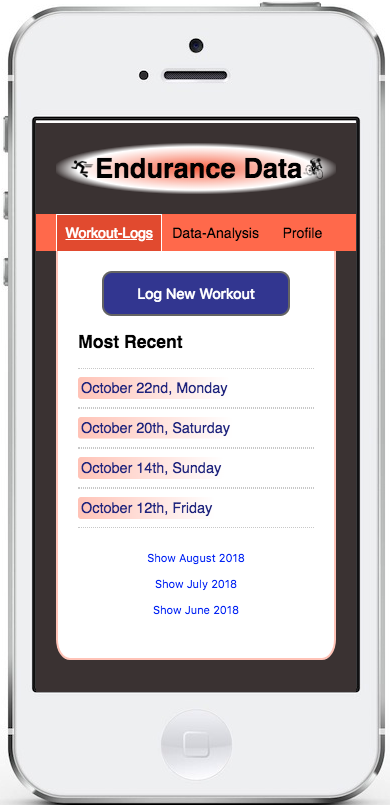 Endurance Data
Workout-Logs Data-Analysis Profile
Log New Workout
Most Recent
October 22nd, Monday
October 20th, Saturday
October 14th, Sunday
October 12th, Friday
Show August 2018
Show July 2018
Show June 2018